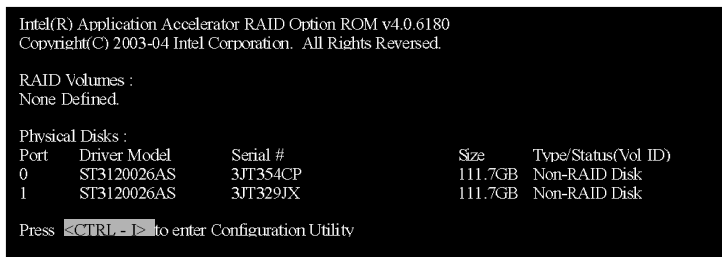 Intel(R) Application Accelerator RAID Option ROM v4.0.6180
Copyright(C) 2003-04 Intel Corporation. All Rights Reversed.
RAID Volumes :
None Defined.
Physical Disks :
Port Driver Model Serial # Size Type/Status(Vol ID)
0 ST3120026AS 3JT354CP 111.7GB Non-RAID Disk
1 ST3120026AS 3JT329JX 111.7GB Non-RAID Disk
Press <CTRL - I> to enter Configuration Utility